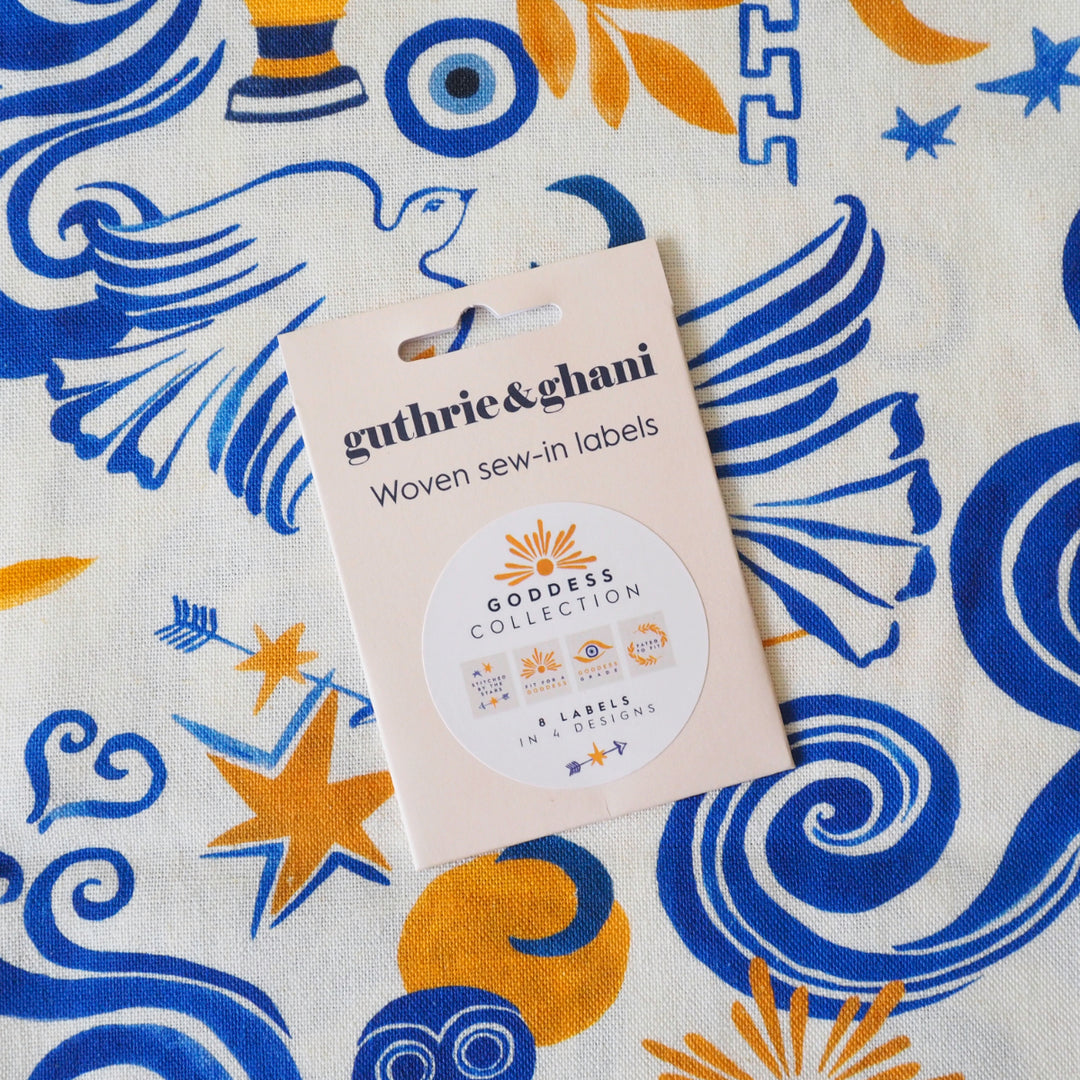 guthrie&ghani
Woven sew-in labels
GODDESS
COLLECTION
STITCHED
BY THE
STARS
FIT FOR A
GODDESS
GODDESS
GRADE
FATED
TO FIT
8 LABELS
IN 4 DESIGNS